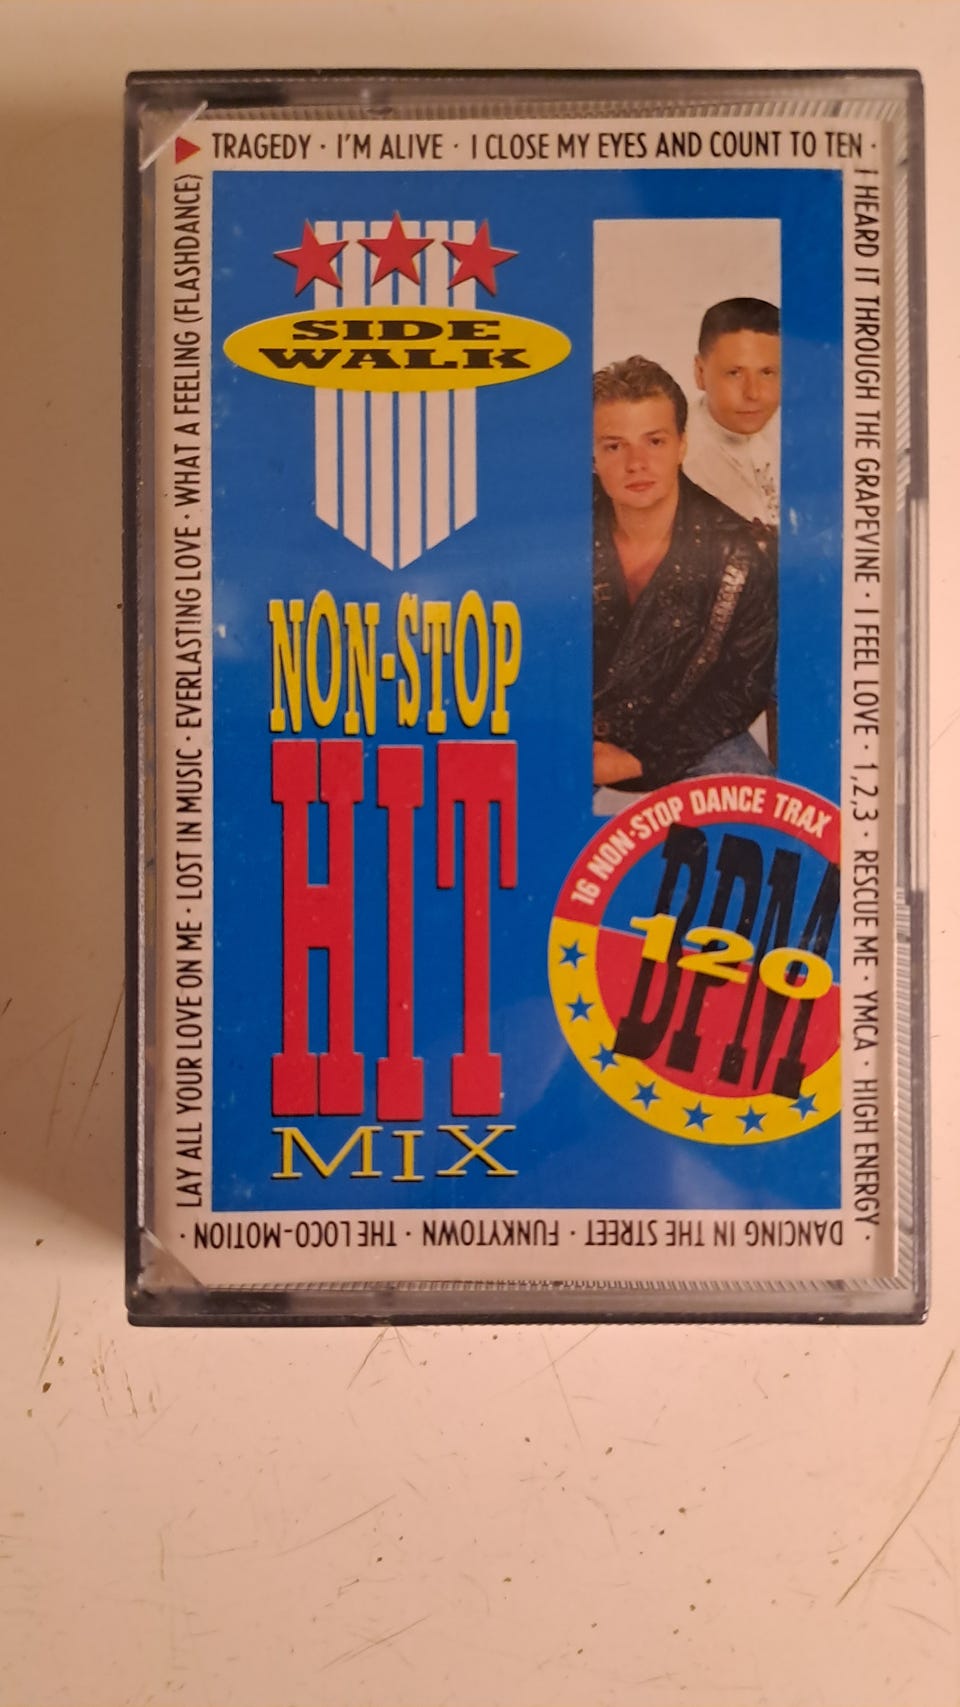 TRAGEDY · I'M ALIVE · I CLOSE MY EYES AND COUNT TO TEN ·
I HEARD IT THROUGH THE GRAPEVINE · I FEEL LOVE · 1,2,3 · RESCUE ME · YMCA · HIGH ENERGY ·
DANCING IN THE STREET · FUNKYTOWN · THE LOCO-MOTION ·
LAY ALL YOUR LOVE ON ME · LOST IN MUSIC · EVERLASTING LOVE · WHAT A FEELING (FLASHDANCE)
SIDE
WALK
NON-STOP
HIT
MIX
16 NON-STOP DANCE TRAX
120
BPM